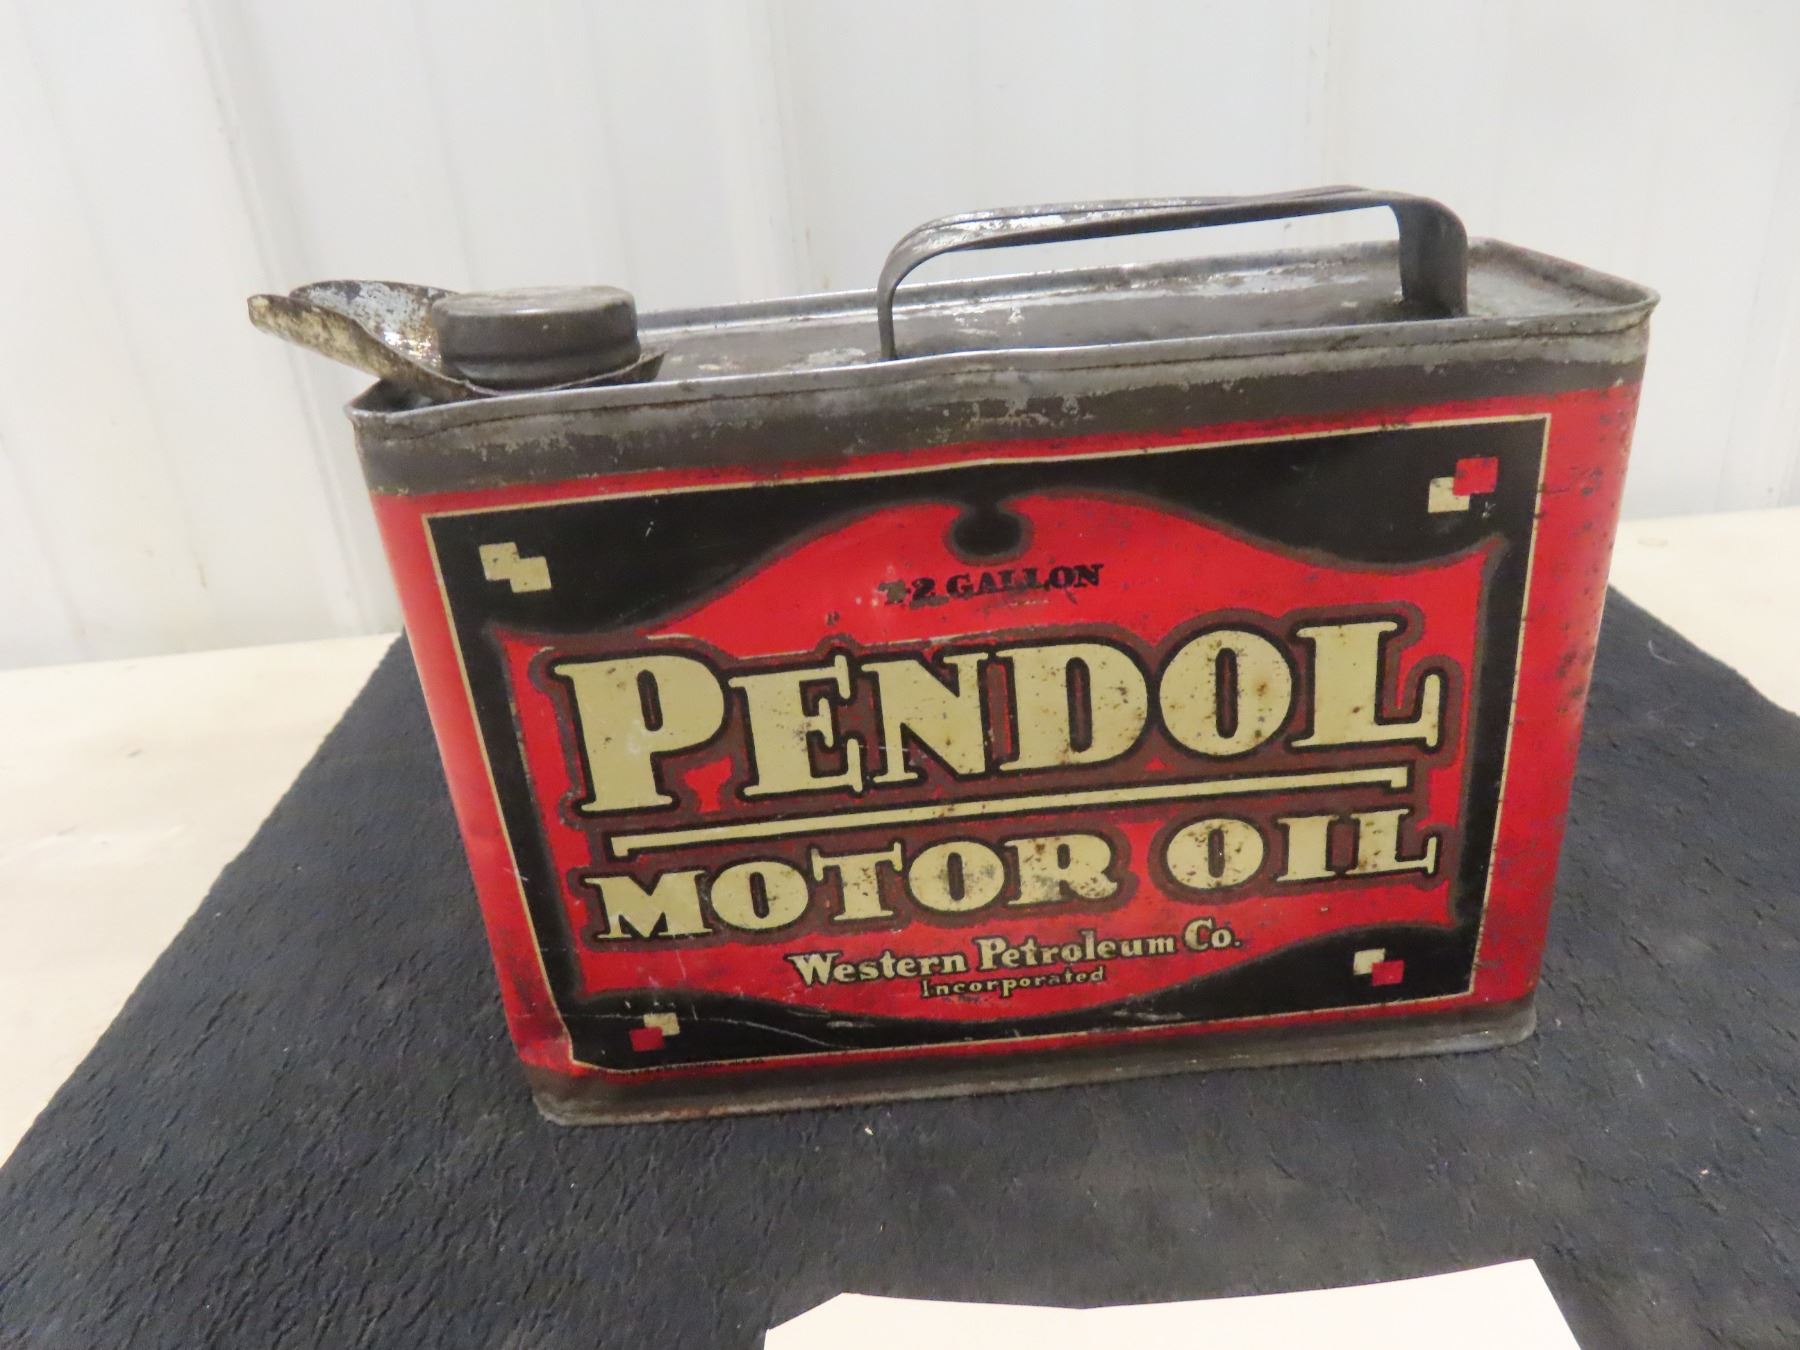 1-2 GALLON
PENDOL
MOTOR OIL
Western Petroleum Co.
Incorporated